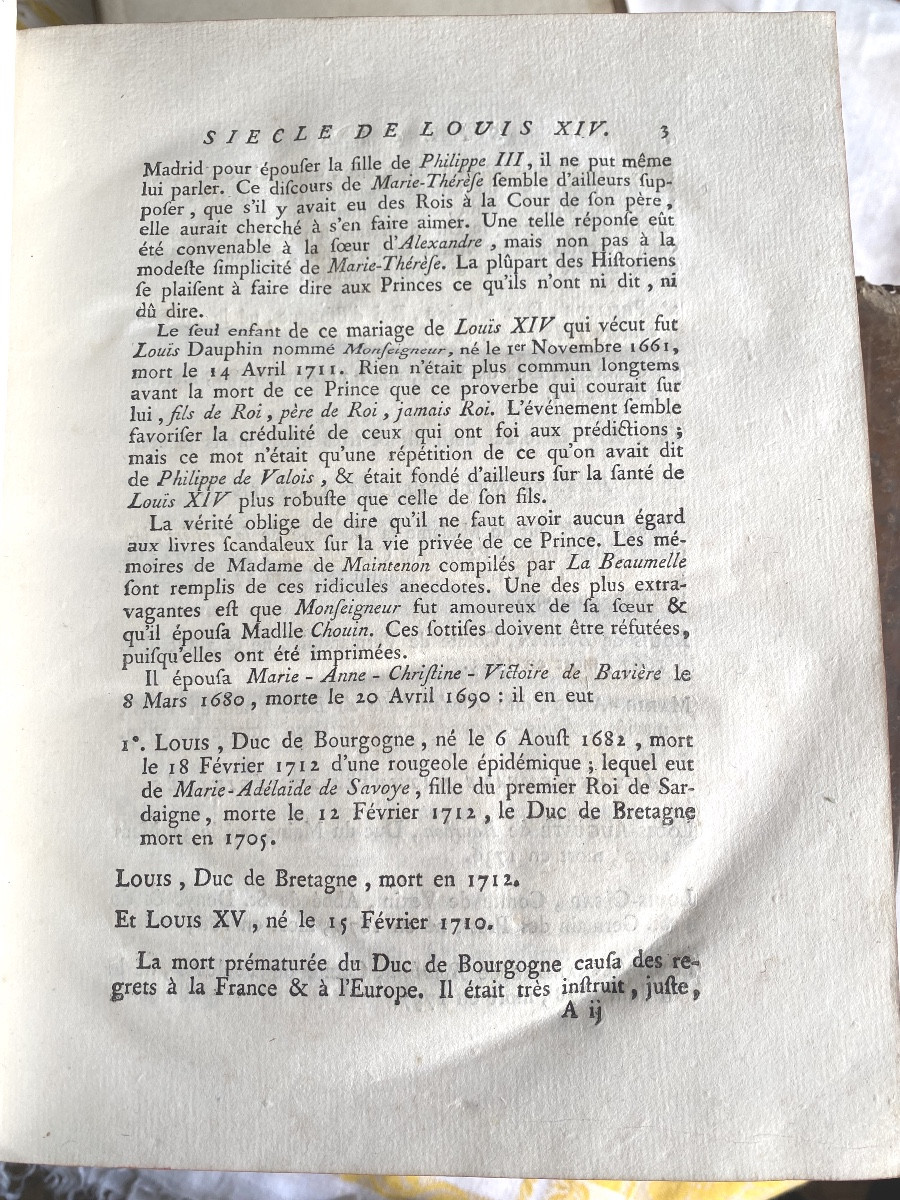 SIECLE DE LOUIS XIV. 3
Madrid pour épouſer la fille de Philippe III, il ne put même
lui parler. Ce diſcours de Marie-Thérèſe ſemble d'ailleurs ſup-
poſer, que s'il y avait eu des Rois à la Cour de ſon père,
elle aurait cherché à s'en faire aimer. Une telle réponſe eût
été convenable à la ſœur d'Alexandre, mais non pas à la
modeſte ſimplicité de Marie-Thérèſe. La plûpart des Hiſtoriens
ſe plaiſent à faire dire aux Princes ce qu'ils n'ont ni dit, ni
dû dire.
Le ſeul enfant de ce mariage de Louïs XIV qui vécut fut
Louïs Dauphin nommé Monſeigneur, né le 1er Novembre 1661,
mort le 14 Avril 1711. Rien n'était plus commun longtems
avant la mort de ce Prince que ce proverbe qui courait ſur
lui, fils de Roi, père de Roi, jamais Roi. L'événement ſemble
favoriſer la crédulité de ceux qui ont foi aux prédictions;
mais ce mot n'était qu'une répétition de ce qu'on avait dit
de Philippe de Valois, & était fondé d'ailleurs ſur la ſanté de
Louïs XIV plus robuſte que celle de ſon fils.
La vérité oblige de dire qu'il ne faut avoir aucun égard
aux livres ſcandaleux ſur la vie privée de ce Prince. Les mé-
moires de Madame de Maintenon compilés par La Beaumelle
ſont remplis de ces ridicules anecdotes. Une des plus extra-
vagantes eſt que Monſeigneur fut amoureux de ſa ſœur &
qu'il épouſa Madlle Chouin. Ces ſottiſes doivent être réfutées,
puiſqu'elles ont été imprimées.
Il épouſa Marie-Anne-Chriſtine-Victoire de Bavière le
8 Mars 1680, morte le 20 Avril 1690: il en eut
1°. LOUIS, Duc de Bourgogne, né le 6 Aouſt 1682, mort
le 18 Février 1712 d'une rougeole épidémique; lequel eut
de Marie-Adélaïde de Savoye, fille du premier Roi de Sar-
daigne, morte le 12 Février 1712, le Duc de Bretagne
mort en 1705.
LOUIS, Duc de Bretagne, mort en 1712.
Et LOUIS XV, né le 15 Février 1710.
La mort prématurée du Duc de Bourgogne cauſa des re-
grets à la France & à l'Europe. Il était très inſtruit, juſte,
A ij